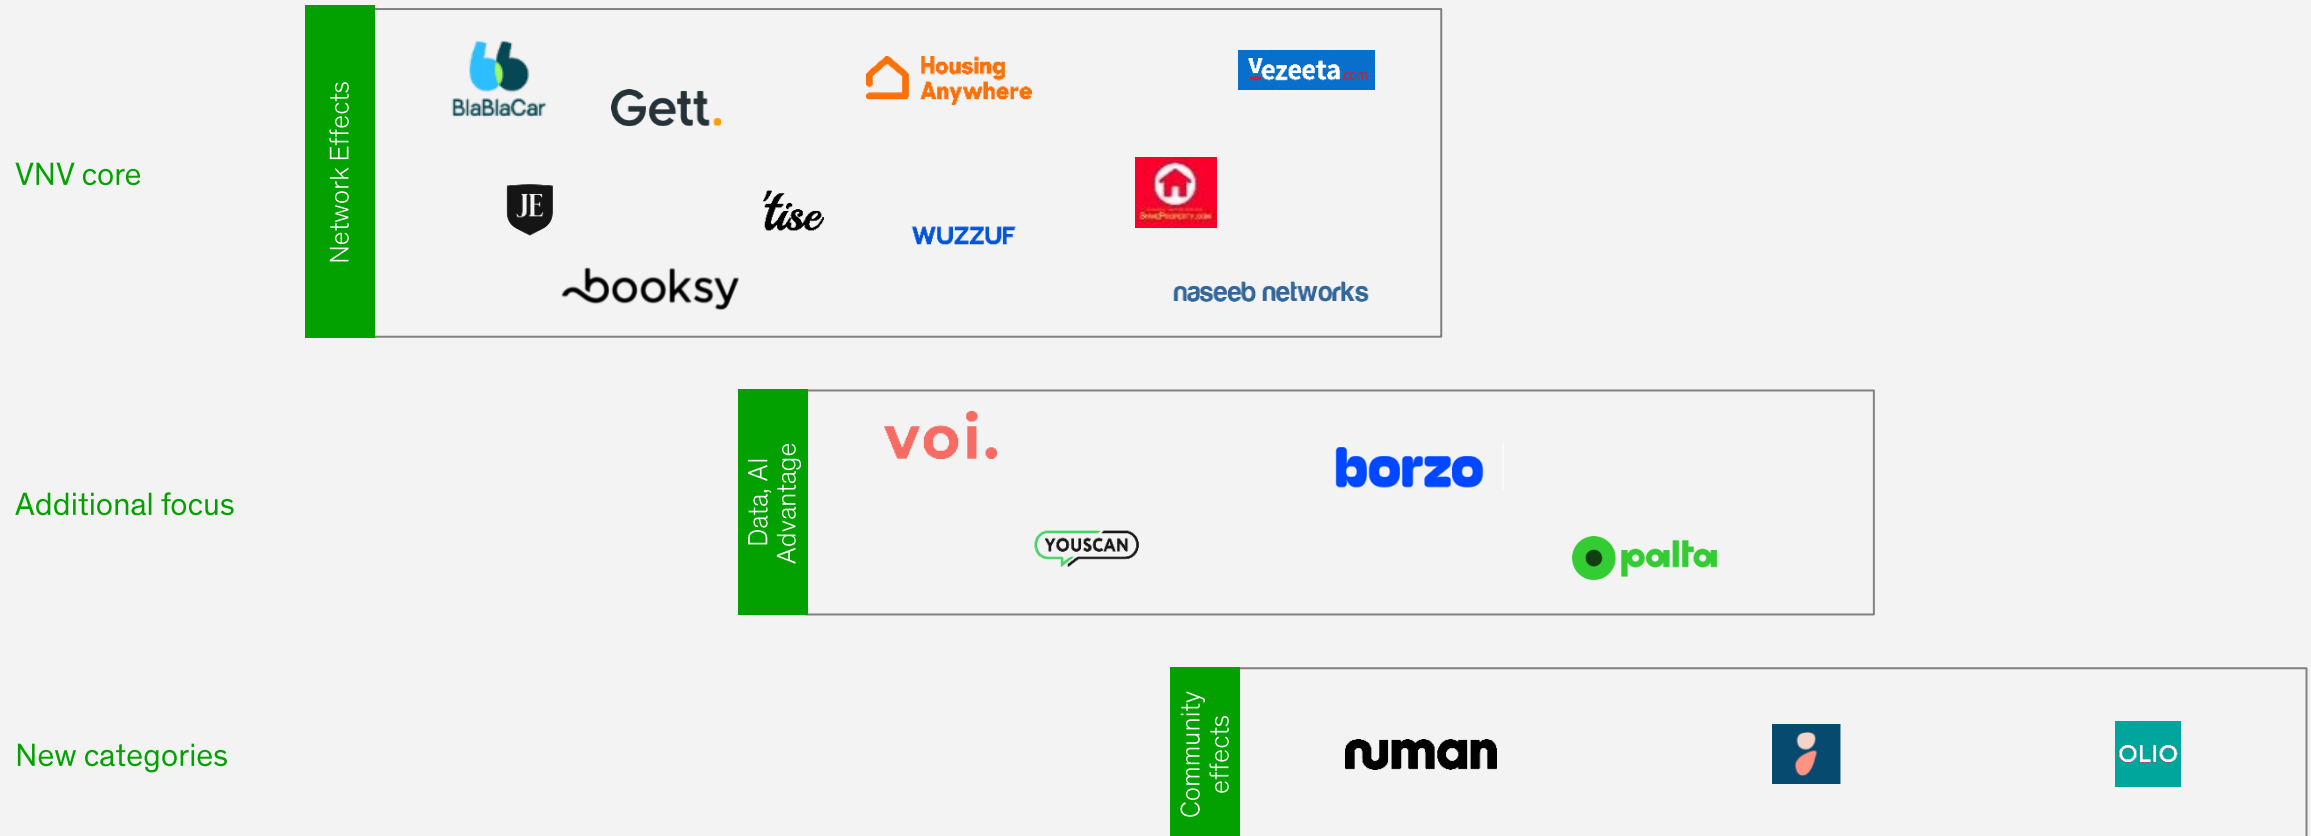 VNV core
Network Effects
BlaBlaCar
Gett.
Housing
Anywhere
Vezeeta.com
JE
'tise
WUZZUF
booksy
naseeb networks
Additional focus
Data, AI
Advantage
voi.
borzo
YOUSCAN
palta
New categories
Community
effects
numan
OLIO